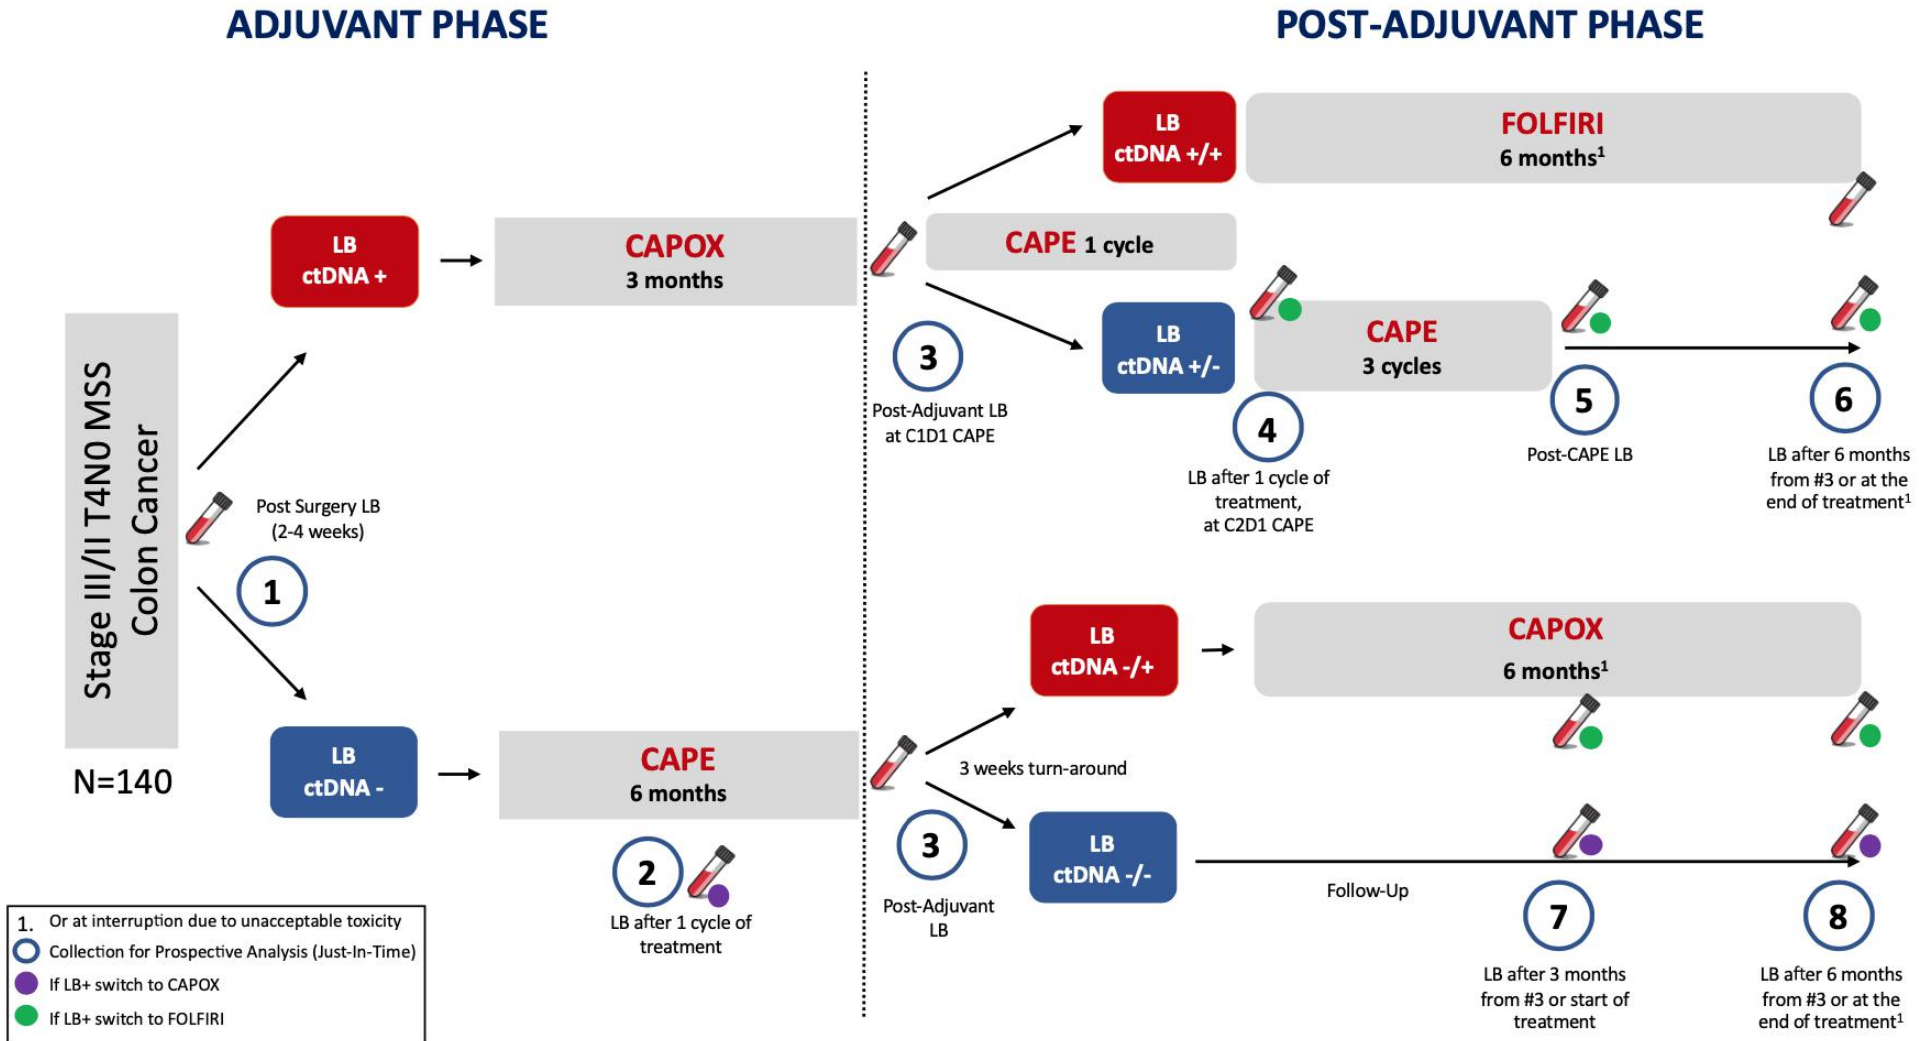 ADJUVANT PHASE
POST-ADJUVANT PHASE
Stage III/II T4N0 MSS
Colon Cancer
N=140
Post Surgery LB
(2-4 weeks)
1
LB
ctDNA +
CAPOX
3 months
LB
ctDNA -
CAPE
6 months
2
LB after 1 cycle of
treatment
3
Post-Adjuvant LB
at C1D1 CAPE
CAPE 1 cycle
LB
ctDNA +/+
FOLFIRI
6 months¹
LB
ctDNA +/-
CAPE
3 cycles
4
LB after 1 cycle of
treatment,
at C2D1 CAPE
5
Post-CAPE LB
6
LB after 6 months
from #3 or at the
end of treatment¹
3
Post-Adjuvant
LB
3 weeks turn-around
LB
ctDNA -/+
CAPOX
6 months¹
LB
ctDNA -/-
Follow-Up
7
LB after 3 months
from #3 or start of
treatment
8
LB after 6 months
from #3 or at the
end of treatment¹
1. Or at interruption due to unacceptable toxicity
Collection for Prospective Analysis (Just-In-Time)
If LB+ switch to CAPOX
If LB+ switch to FOLFIRI